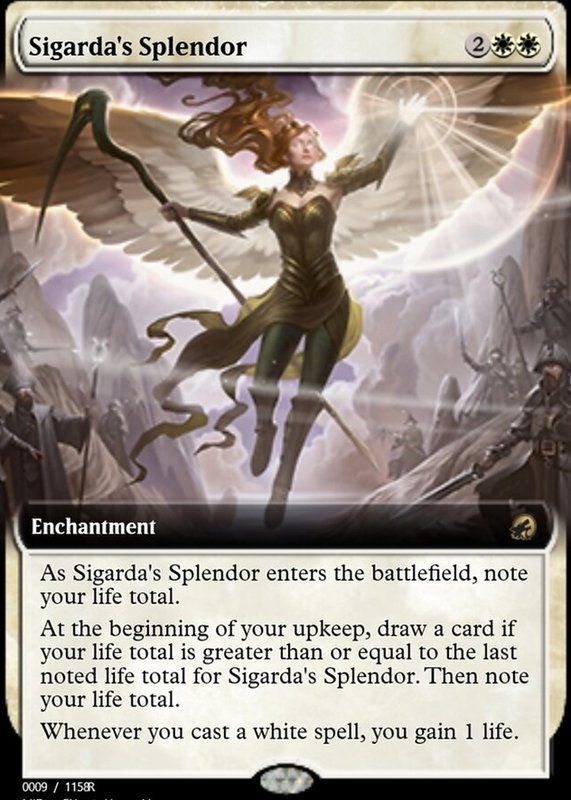 Sigarda's Splendor 2
Enchantment
As Sigarda's Splendor enters the battlefield, note
your life total.
At the beginning of your upkeep, draw a card if
your life total is greater than or equal to the last
noted life total for Sigarda's Splendor. Then note
your life total.
Whenever you cast a white spell, you gain 1 life.
0009 / 1158R